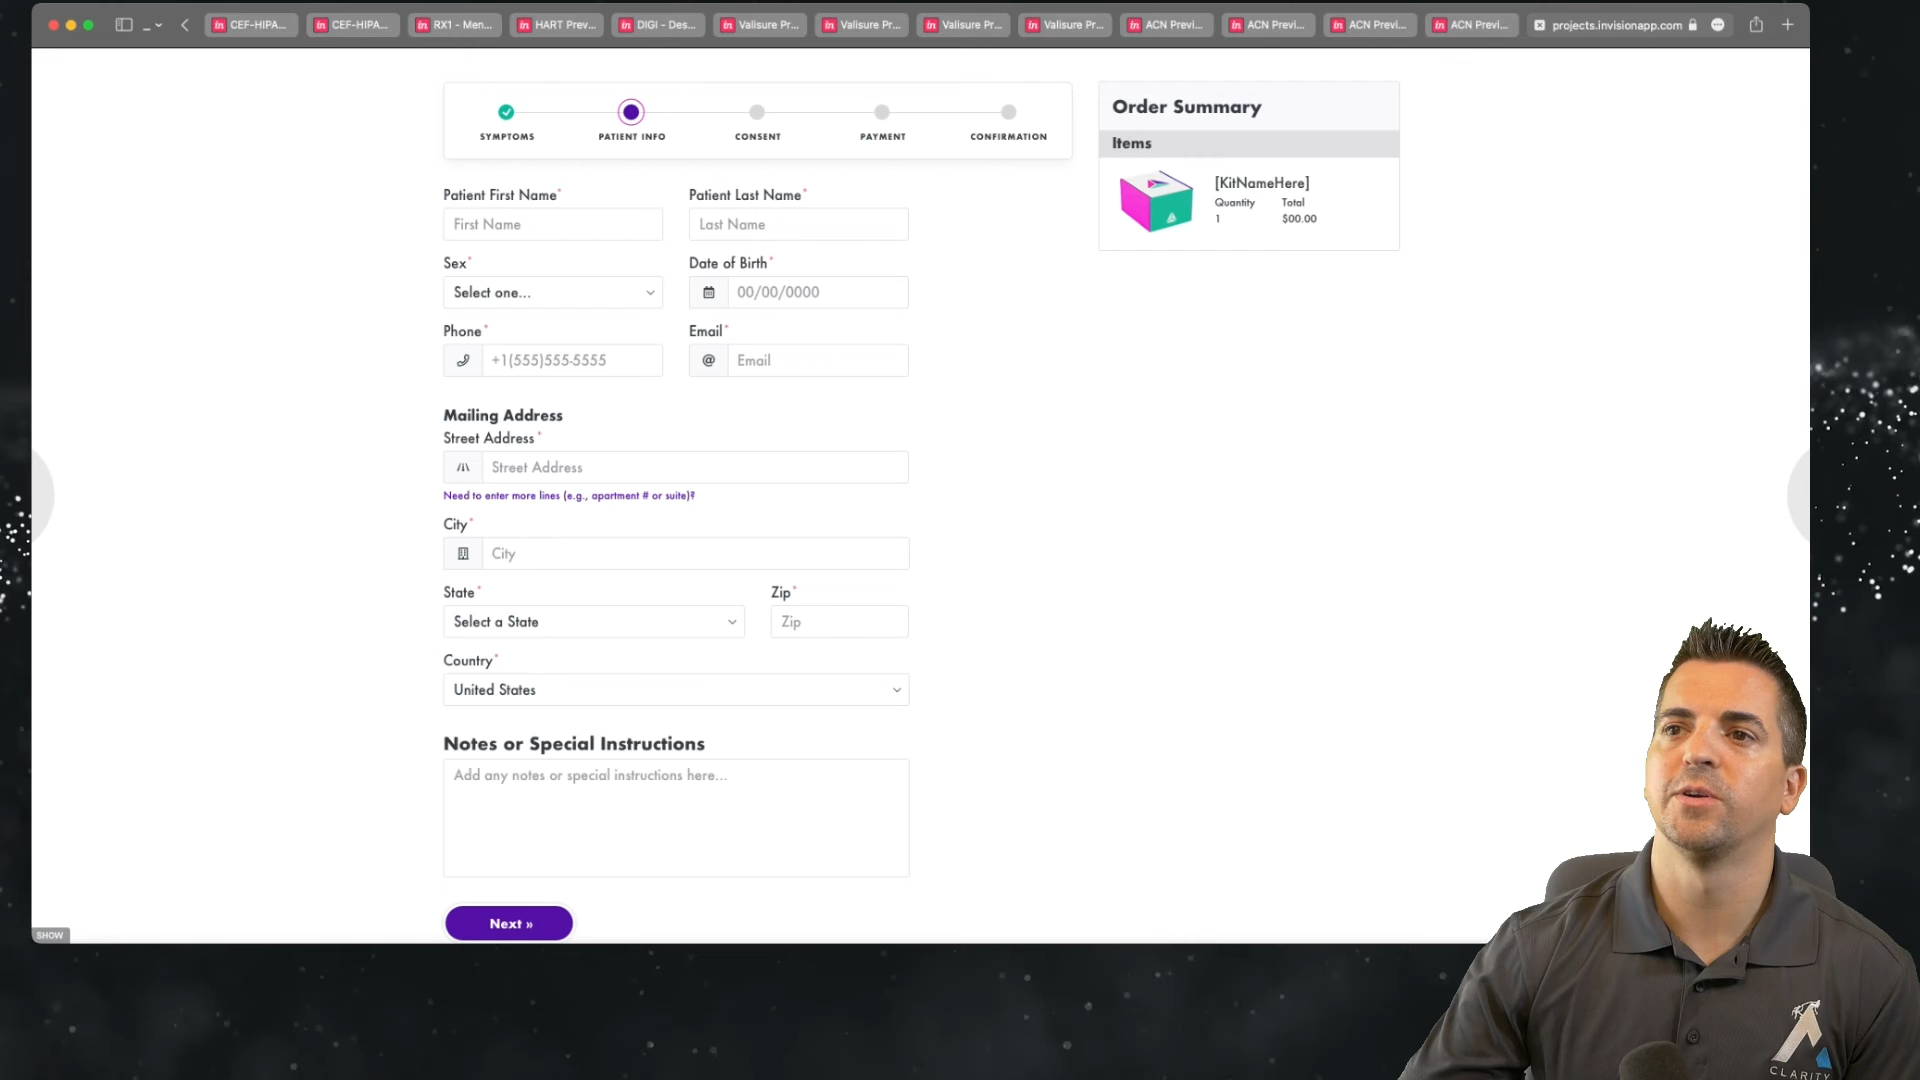 CEF-HIPA...
CEF-HIPA...
RX1 - Men...
HART Prev...
DIGI - Des...
Valisure Pr...
Valisure Pr...
Valisure Pr...
Valisure Pr...
ACN Previ...
ACN Previ...
ACN Previ...
ACN Previ...
projects.invisionapp.com
SYMPTOMS
PATIENT INFO
CONSENT
PAYMENT
CONFIRMATION
Order Summary
Items
[KitNameHere]
Quantity Total
1 $00.00
Patient First Name*
Patient Last Name*
First Name
Last Name
Sex*
Date of Birth*
Select one...
00/00/0000
Phone*
Email*
+1(555)555-5555
@ Email
Mailing Address
Street Address*
Street Address
Need to enter more lines (e.g., apartment # or suite)?
City*
City
State*
Zip*
Select a State
Zip
Country*
United States
Notes or Special Instructions
Add any notes or special instructions here...
Next »
SHOW
CLARITY